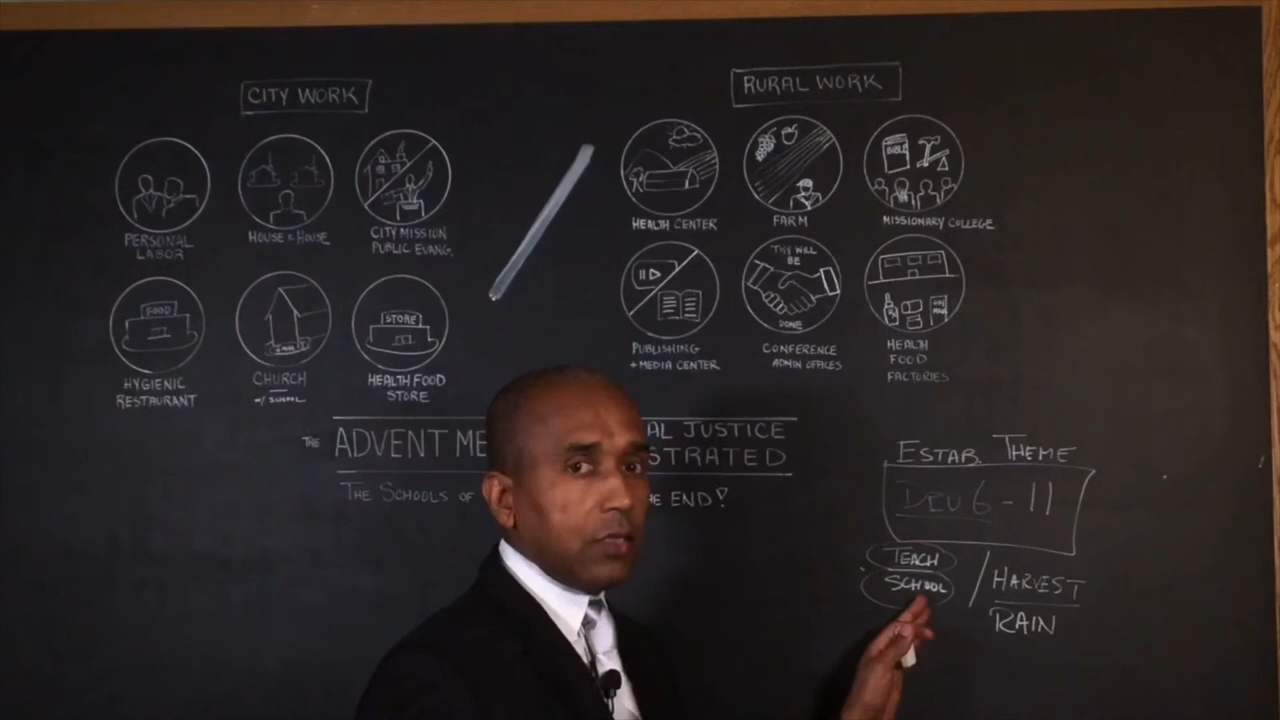 CITY WORK
PERSONAL
LABOR
HOUSE 2 HOUSE
CITY MISSION
PUBLIC EVANG.
FOOD
HYGIENIC
RESTAURANT
CHURCH
W/ SCHOOL
STORE
HEALTH FOOD
STORE
RURAL WORK
HEALTH CENTER
FARM
BIBLE
MISSIONARY COLLEGE
PUBLISHING
+ MEDIA CENTER
THY WILL
BE
DONE
CONFERENCE
ADMIN OFFICES
HEALTH
FOOD
FACTORIES
THE ADVENT ME AL JUSTICE
STRATED
THE SCHOOLS OF THE END!
ESTAB. THEME
DEU 6 - 11
TEACH
SCHOOL
/ HARVEST
RAIN